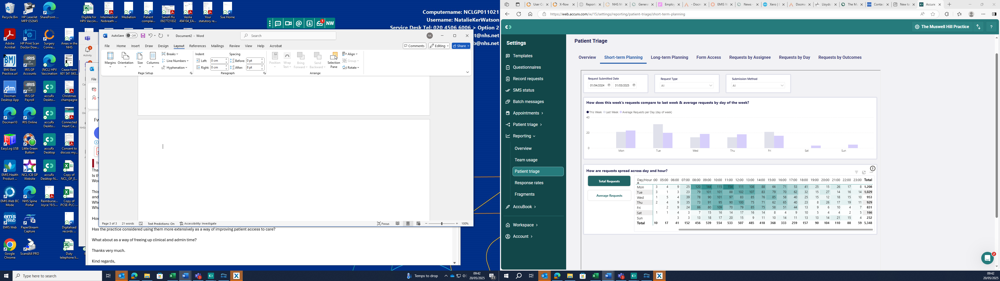 Recycle Bin
HP LaserJet MFP E52645
SharePoint-...
Eligible for HPV Vaccin...
Intermedical Nobreath ...
Mediation
Patient complai...
Sanofi flu 0927721832
Veolia 494104_EA...
Your statutory re...
Sue Horne
Computername: NCLGP011021
Username: NatalieKerWatson
Service Desk Tel: 020 4506 6006 > Option 2
t@nhs.net
b@nhs.net
1
NW
Adobe Acrobat
HP Print Scan Doctor Dow...
Surgery Conne...
Areas in the NHS
BMJ Best Practice.url
IRIS GP Accounts
(NCL) HPV Vaccination
Cease form 601 541 843...
Docman Desktop App
IRIS GP Payroll
accuRx Deskto...
Christmas champagne
Docman10
IRIS Online
accuRx Deskto...
Connected Heart Ca...
EasyLog USB
Little Green Button
accuRx Desktop
Consent to discuss my...
EMIS Health Product ...
NCL ICB GP Website
accuRx Desktop-N...
Copy of NCL_GP_E...
EMIS Web BC Mode
NHS Spine Portal
Reimburse... Joyce 19.5....
Copy of PCSE-PLC-...
EMIS Web
PaperStream Capture
Digitalised records ...
Google Chrome
ScandAll PRO
Duty telephone li...
Activity
AutoSave Off Document2 - Word Search NK
File Home Insert Draw Design Layout References Mailings Review View Help Acrobat Comments Editing Share
Margins Orientation Size Columns
Breaks
Line Numbers
Hyphenation
Page Setup
Indent Spacing
Left: 0 cm Before: 0 pt
Right: 0 cm After: 8 pt
Paragraph
Position Wrap Text Bring Forward Send Backward Selection Pane
Align
Group
Rotate
Arrange
File
Page 3 of 3 21 words Text Predictions: On Accessibility: Investigate Focus 100%
Has the practice considered using them more extensively as a way of improving patient access to care?
What about as a way of freeing up clinical and admin time?
Thanks very much.
Kind regards,
Type here to search
Temps to drop
09:42
20/05/2025
23
User Co X-flow Reports NHS M Genera Employ - Docm EMIS W News - Xero | E Docma Lloyds The Mu Contac New ta Accurx
https://web.accurx.com/w/15/settings/reporting/patient-triage/short-term-planning
The Muswell Hill Practice ?
Settings
Templates
Questionnaires
Record requests
SMS status
Batch messages
Appointments
Patient triage
Reporting
Overview
Team usage
Patient triage
Response rates
Fragments
AccuBook
Workspace
Account
Patient Triage
Overview Short-term Planning Long-term Planning Form Access Requests by Assignee Requests by Day Requests by Outcomes
Request Submitted Date
01/04/2024 31/03/2025
Request Type
All
Submission Method
All
How does this week's requests compare to last week & average requests by day of the week?
This Week Last Week Average Requests per Day (day of week)
40
20
0
Mon Tue Wed Thu Fri Sat Sun
How are requests spread across day and hour?
Total Requests
Average Requests
Day/Hour :00 05:00 06:00 07:00 08:00 09:00 10:00 11:00 12:00 13:00 14:00 15:00 16:00 17:00 18:00 19:00 20:00 21:00 22:00 23:00 Total
Mon 3 4 9 25 120 144 115 154 111 108 88 66 71 53 41 25 15 26 17 8 1,208
Tue 3 1 3 23 79 101 101 88 102 107 83 79 70 62 32 15 27 14 16 14 1,029
Wed 1 5 4 39 78 90 101 97 83 85 76 85 58 40 25 15 12 18 15 10 953
Thu 2 4 9 35 73 91 95 90 100 75 71 62 65 40 23 8 26 17 19 11 929
Fri 2 9 24 86 80 109 70 79 85 75 58 51 44 13 9 6 10 4 7 831
Sat 1 1 4 3 7 15 16 14 17 16 14 8 4 9 10 5 4 4 2 5 166
Sun 3 3 13 18 17 20 15 9 11 10 14 11 13 13 14 21 15 4 232
Total 10 17 41 152 456 539 554 533 507 485 418 368 333 259 157 90 104 110 88 59 5,348
2
09:42
20/05/2025